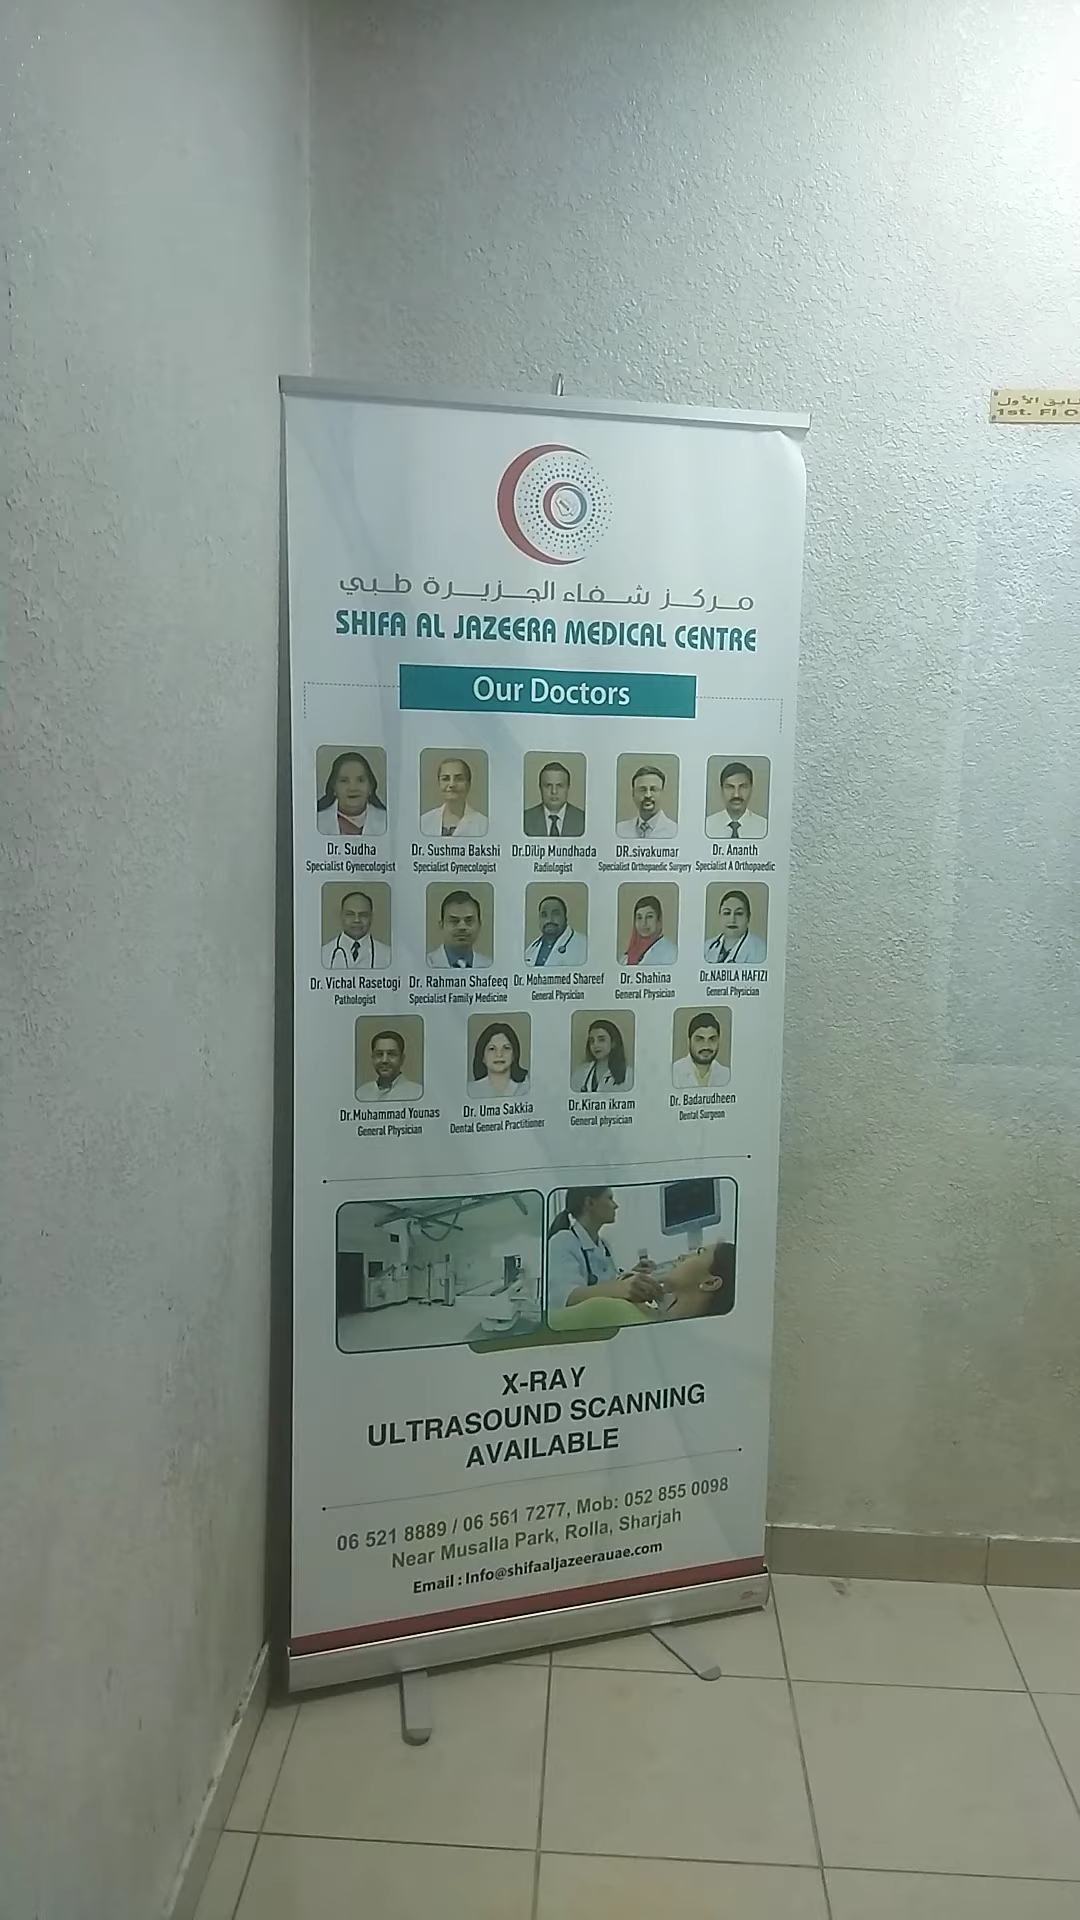 مركز شفاء الجزيرة طبي
SHIFA AL JAZEERA MEDICAL CENTRE
Our Doctors
Dr. Sudha
Specialist Gynecologist
Dr. Sushma Bakshi
Specialist Gynecologist
Dr.Dilip Mundhada
Radiologist
DR.sivakumar
Specialist Orthopaedic Surgery
Dr. Ananth
Specialist A Orthopaedic
Dr. Vichal Rasetogi
Pathologist
Dr. Rahman Shafeeq
Specialist Family Medicine
Dr. Mohammed Shareef
General Physician
Dr. Shahina
General Physician
Dr.NABILA HAFIZI
General Physician
Dr.Muhammad Younas
General Physician
Dr. Uma Sakkia
Dental General Practitioner
Dr.Kiran ikram
General physician
Dr. Badarudheen
Dental Surgeon
X-RAY
ULTRASOUND SCANNING
AVAILABLE
06 521 8889 / 06 561 7277, Mob: 052 855 0098
Near Musalla Park, Rolla, Sharjah
Email : Info@shifaaljazeerauae.com
الأول
1st. Fl